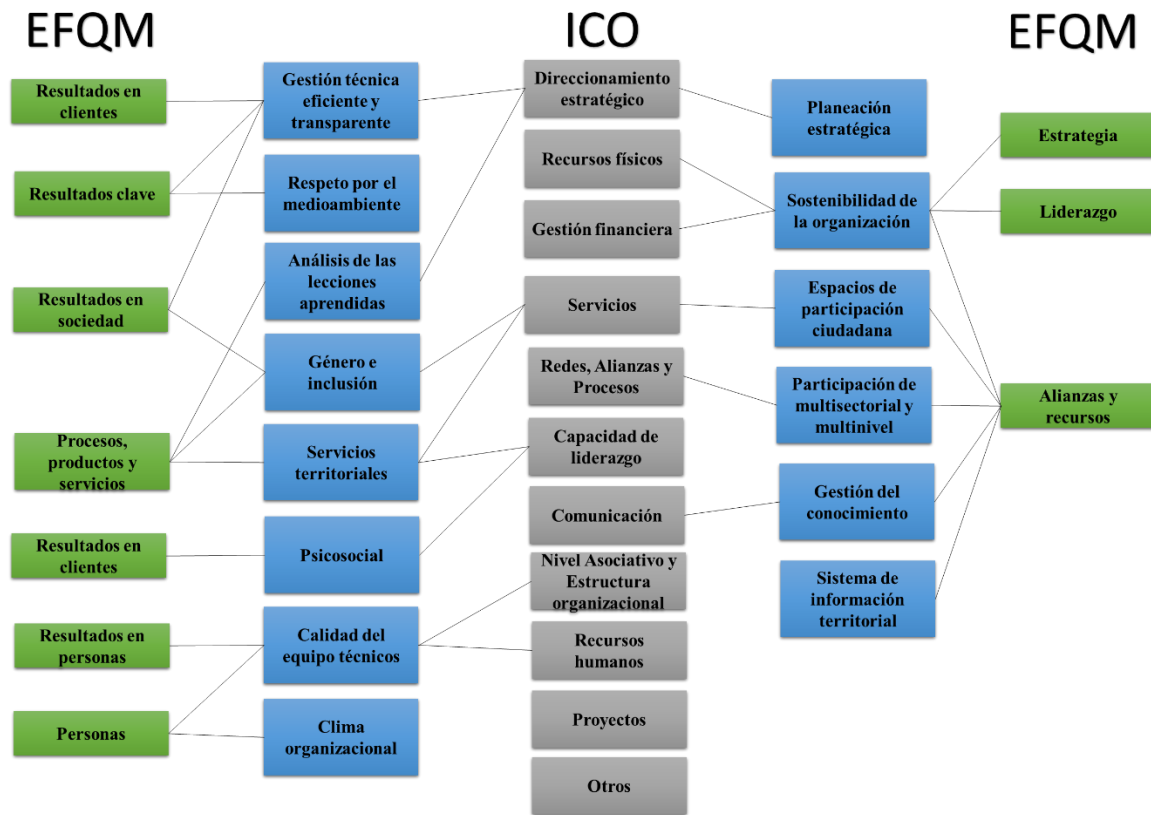 EFQM
ICO
EFQM
Resultados en
clientes
Resultados clave
Resultados en
sociedad
Procesos,
productos y
servicios
Resultados en
clientes
Resultados en
personas
Personas
Gestión técnica
eficiente y
transparente
Respeto por el
medioambiente
Análisis de las
lecciones
aprendidas
Género e
inclusión
Servicios
territoriales
Psicosocial
Calidad del
equipo técnicos
Clima
organizacional
Direccionamiento
estratégico
Recursos físicos
Gestión financiera
Servicios
Redes, Alianzas y
Procesos
Capacidad de
liderazgo
Comunicación
Nivel Asociativo y
Estructura
organizacional
Recursos
humanos
Proyectos
Otros
Planeación
estratégica
Sostenibilidad de
la organización
Espacios de
participación
ciudadana
Participación de
multisectorial y
multinivel
Gestión del
conocimiento
Sistema de
información
territorial
Estrategia
Liderazgo
Alianzas y
recursos